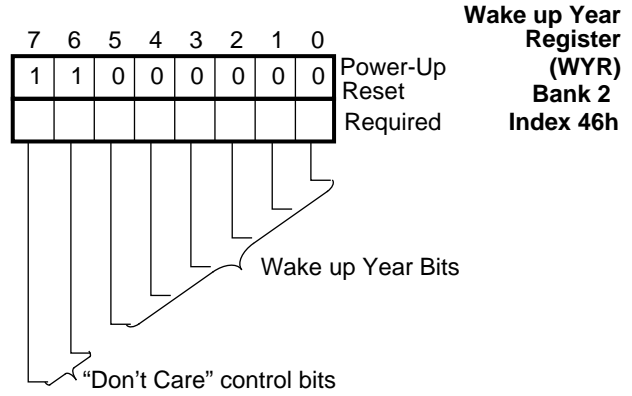 Wake up Year
Register
(WYR)
Bank 2
Index 46h
7 6 5 4 3 2 1 0
1 1 0 0 0 0 0 0
Power-Up
Reset
Required
Wake up Year Bits
“Don’t Care” control bits